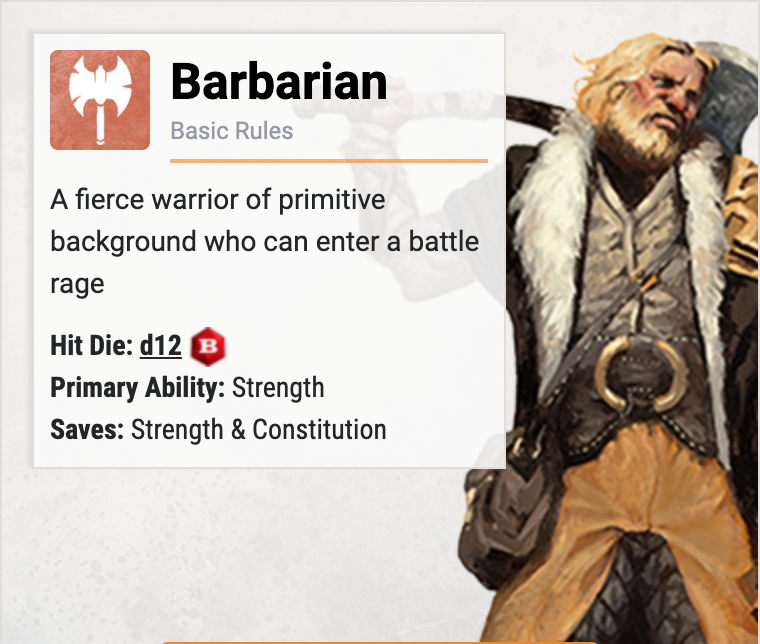 Barbarian
Basic Rules
A fierce warrior of primitive
background who can enter a battle
rage
Hit Die: d12 B
Primary Ability: Strength
Saves: Strength & Constitution